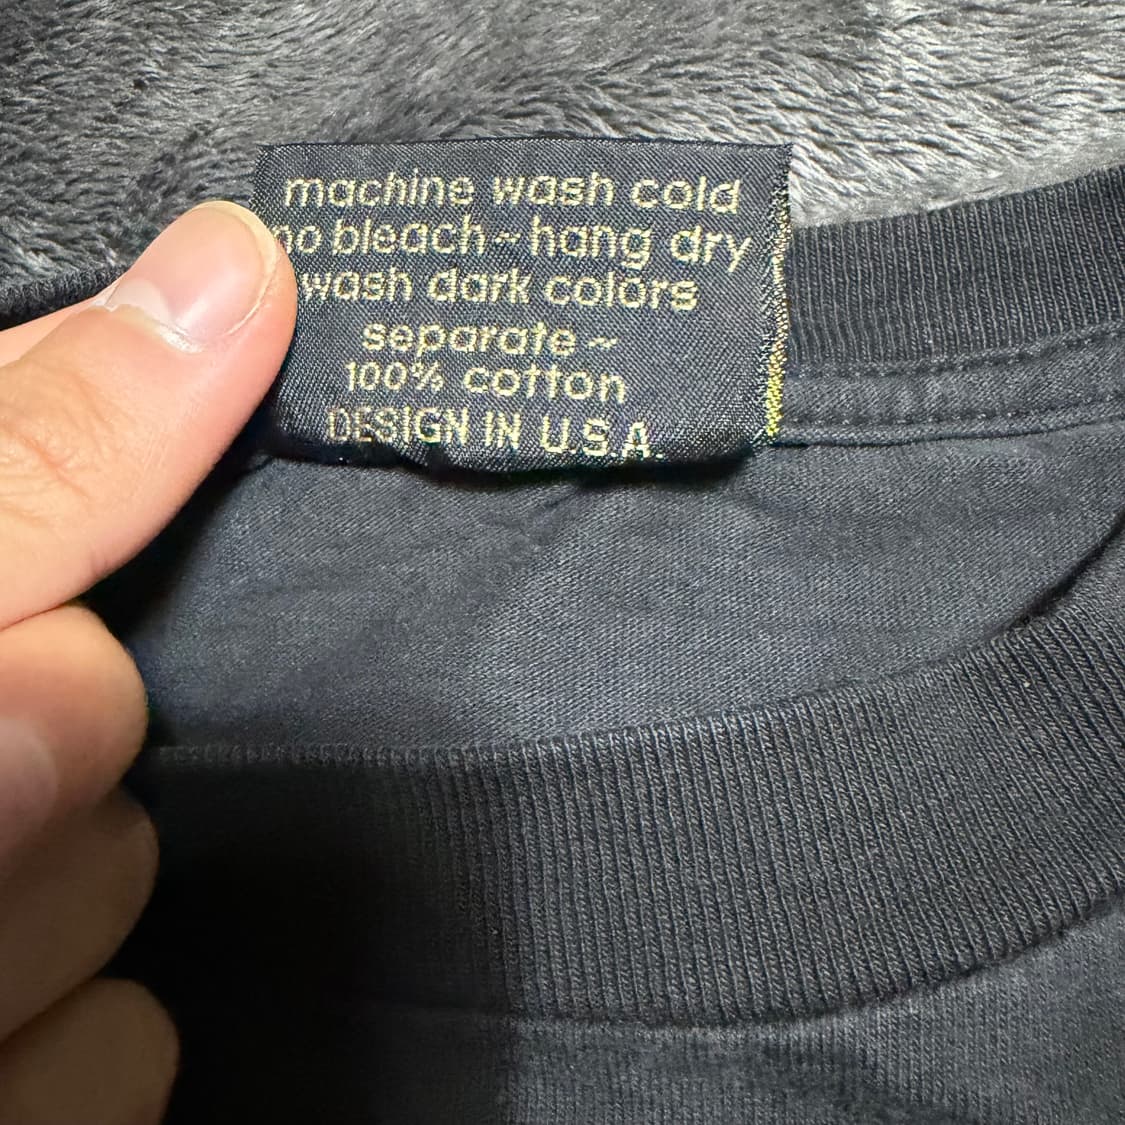 machine wash cold
no bleach~hang dry
wash dark colors
separate~
100% cotton
DESIGN IN U.S.A.